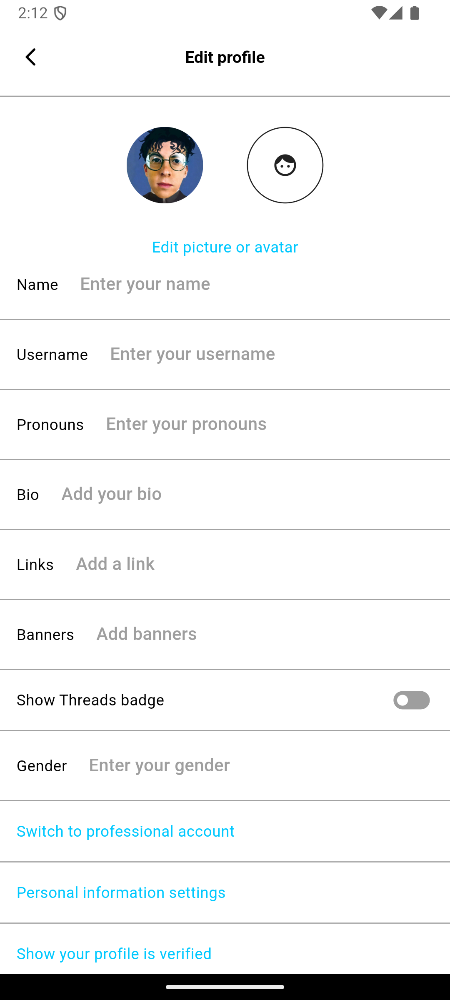 2:12
Edit profile
Edit picture or avatar
Name Enter your name
Username Enter your username
Pronouns Enter your pronouns
Bio Add your bio
Links Add a link
Banners Add banners
Show Threads badge
Gender Enter your gender
Switch to professional account
Personal information settings
Show your profile is verified